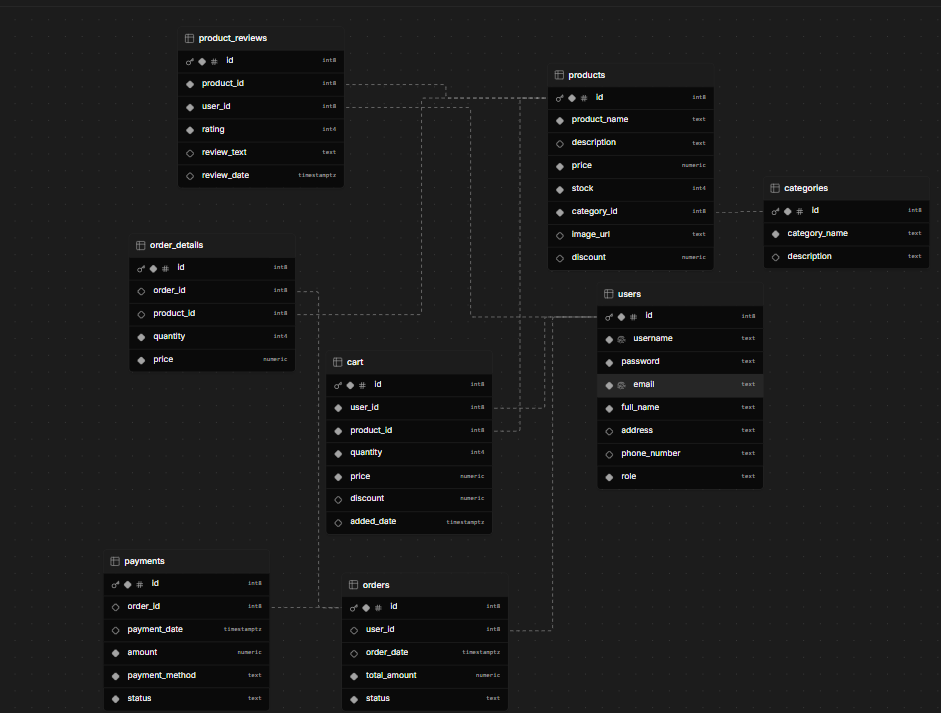 product_reviews
id int8
product_id int8
user_id int8
rating int4
review_text text
review_date timestamptz
products
id int8
product_name text
description text
price numeric
stock int4
category_id int8
image_url text
discount numeric
categories
id int8
category_name text
description text
order_details
id int8
order_id int8
product_id int8
quantity int4
price numeric
users
id int8
username text
password text
email text
full_name text
address text
phone_number text
role text
cart
id int8
user_id int8
product_id int8
quantity int4
price numeric
discount numeric
added_date timestamptz
payments
id int8
order_id int8
payment_date timestamptz
amount numeric
payment_method text
status text
orders
id int8
user_id int8
order_date timestamptz
total_amount numeric
status text